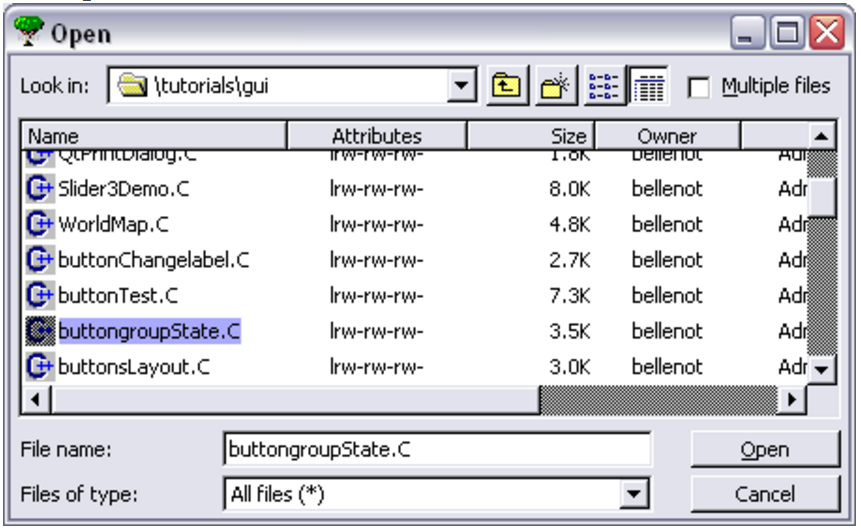 Open
Look in: \tutorials\gui Multiple files
Name Attributes Size Owner
QtPrintDialog.C lrw-rw-rw- 1.8K bellenot Adr
Slider3Demo.C lrw-rw-rw- 8.0K bellenot Adr
WorldMap.C lrw-rw-rw- 4.8K bellenot Adr
buttonChangelabel.C lrw-rw-rw- 2.7K bellenot Adr
buttonTest.C lrw-rw-rw- 7.3K bellenot Adr
buttongroupState.C lrw-rw-rw- 3.5K bellenot Adr
buttonsLayout.C lrw-rw-rw- 3.0K bellenot Adr
File name: buttongroupState.C Open
Files of type: All files (*) Cancel